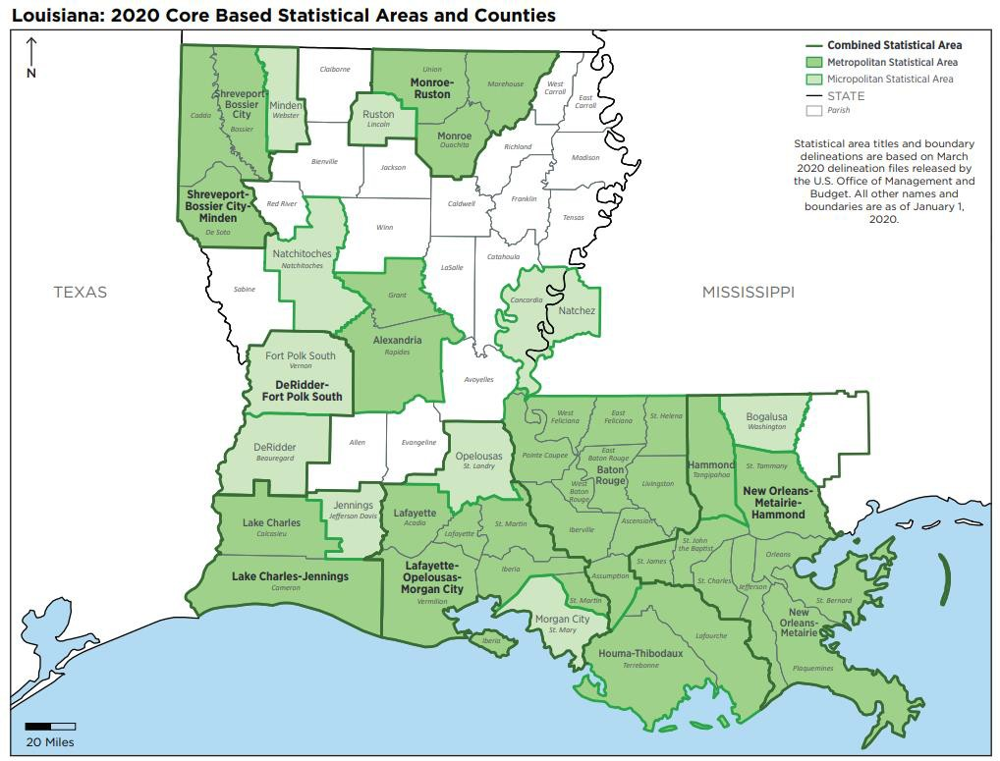 Louisiana: 2020 Core Based Statistical Areas and Counties
N
Combined Statistical Area
Metropolitan Statistical Area
Micropolitan Statistical Area
STATE
Parish
Statistical area titles and boundary
delineations are based on March
2020 delineation files released by
the U.S. Office of Management and
Budget. All other names and
boundaries are as of January 1,
2020.
TEXAS
MISSISSIPPI
Caddo
Shreveport-
Bossier
City
Bossier
Minden
Webster
Claiborne
Union
Monroe-
Ruston
Morehouse
West
Carroll
East
Carroll
Ruston
Lincoln
Monroe
Ouachita
Richland
Madison
Bienville
Jackson
Shreveport-
Bossier City-
Minden
De Soto
Red River
Winn
Caldwell
Franklin
Tensas
Natchitoches
Natchitoches
Sabine
Grant
LaSalle
Catahoula
Concordia
Natchez
Alexandria
Rapides
Fort Polk South
Vernon
DeRidder-
Fort Polk South
Avoyelles
DeRidder
Beauregard
Allen
Evangeline
Opelousas
St. Landry
West
Feliciana
East
Feliciana
St. Helena
Pointe Coupee
East
Baton Rouge
Baton
Rouge
West
Baton
Rouge
Livingston
Hammond
Tangipahoa
Bogalusa
Washington
St. Tammany
New Orleans-
Metairie-
Hammond
Lake Charles
Calcasieu
Jennings
Jefferson Davis
Lafayette
Acadia
Lafayette
St. Martin
Iberville
Ascension
St. John
the Baptist
Orleans
Lake Charles-Jennings
Cameron
Lafayette-
Opelousas-
Morgan City
Vermilion
Iberia
Assumption
St. James
St. Charles
Jefferson
St. Bernard
St. Martin
Morgan City
St. Mary
Iberia
New
Orleans-
Metairie
Houma-Thibodaux
Terrebonne
Lafourche
Plaquemines
20 Miles